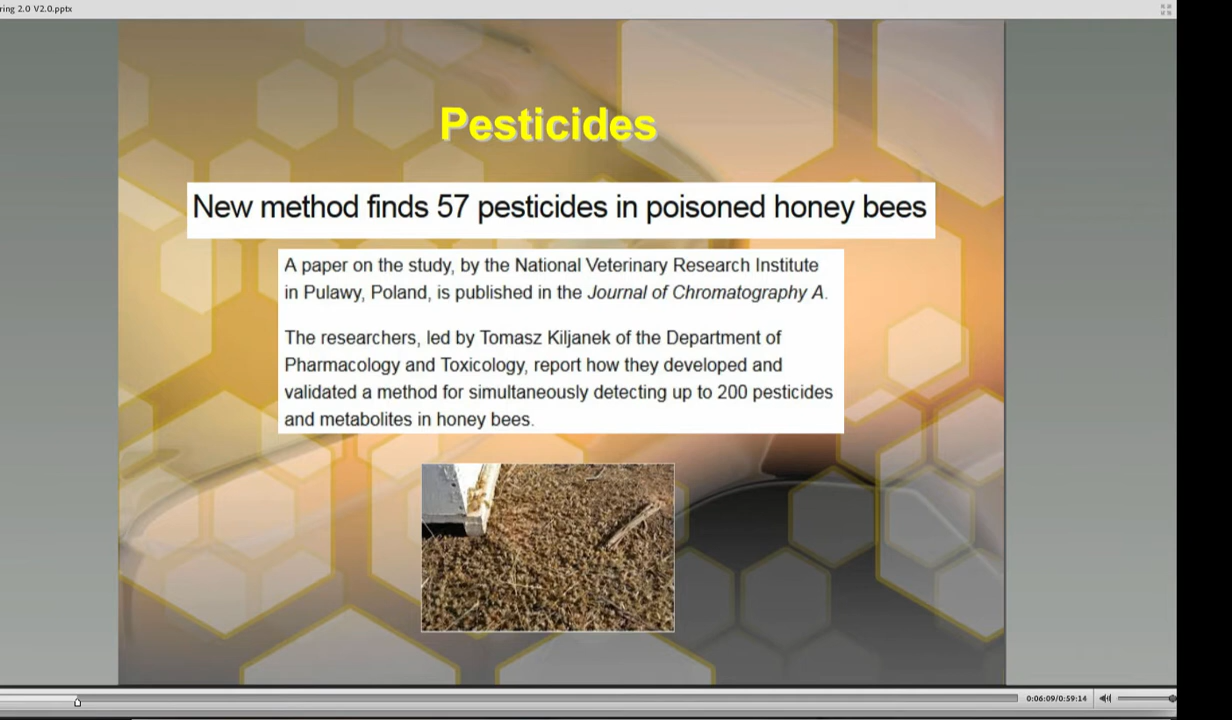 ring 2.0 V2.0.pptx
Pesticides
New method finds 57 pesticides in poisoned honey bees
A paper on the study, by the National Veterinary Research Institute
in Pulawy, Poland, is published in the Journal of Chromatography A.
The researchers, led by Tomasz Kiljanek of the Department of
Pharmacology and Toxicology, report how they developed and
validated a method for simultaneously detecting up to 200 pesticides
and metabolites in honey bees.
0:06:09/0:59:14